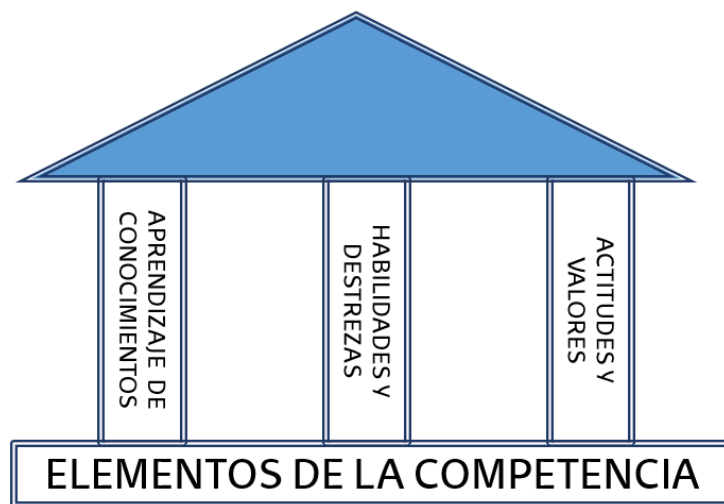 APRENDIZAJE DE
CONOCIMIENTOS
HABILIDADES Y
DESTREZAS
ACTITUDES Y
VALORES
ELEMENTOS DE LA COMPETENCIA